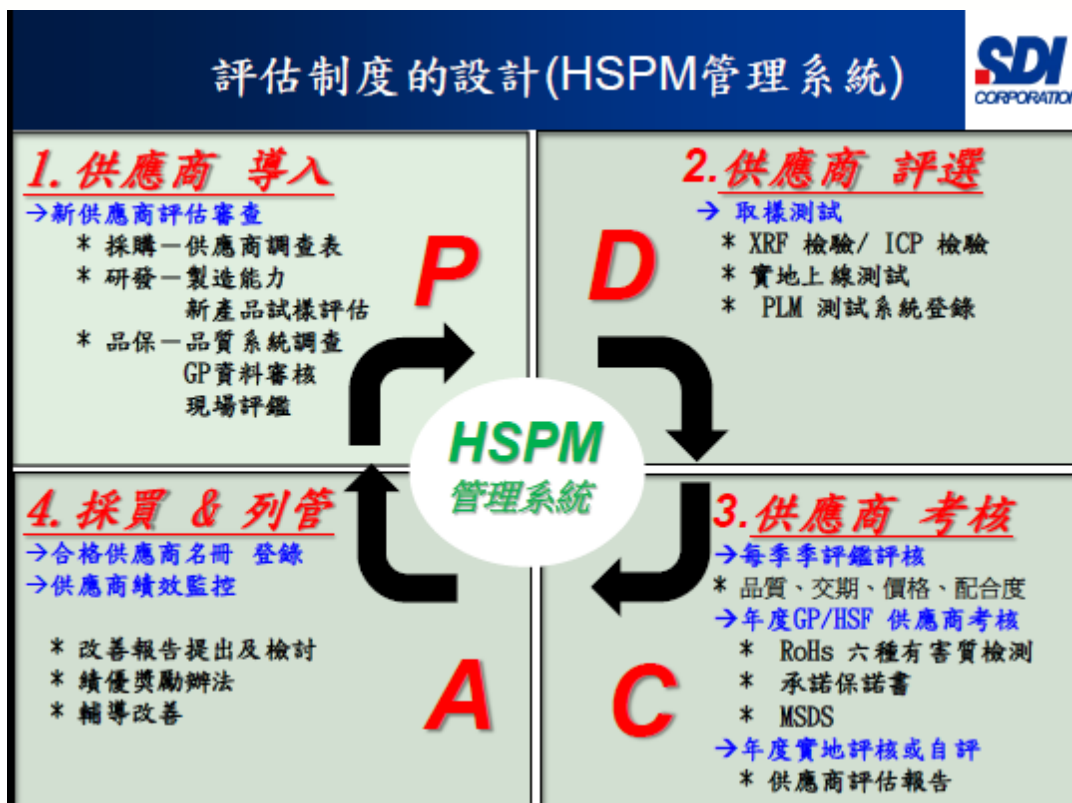 評估制度的設計(HSPM管理系統)
SDI
CORPORATION
1.供應商 導入
→新供應商評估審查
* 採購－供應商調查表
* 研發－製造能力
新產品試樣評估
* 品保－品質系統調查
GP資料審核
現場評鑑
P
2.供應商 評選
→ 取樣測試
* XRF 檢驗/ ICP 檢驗
* 實地上線測試
* PLM 測試系統登錄
D
HSPM
管理系統
3.供應商 考核
→每季季評鑑評核
* 品質、交期、價格、配合度
→年度GP/HSF 供應商考核
* RoHs 六種有害質檢測
* 承諾保諾書
* MSDS
→年度實地評核或自評
* 供應商評估報告
C
4.採買 & 列管
→合格供應商名冊 登錄
→供應商績效監控
* 改善報告提出及檢討
* 績優獎勵辦法
* 輔導改善
A